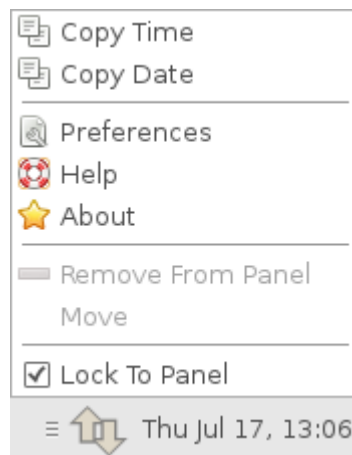 Copy Time
Copy Date
Preferences
Help
About
Remove From Panel
Move
Lock To Panel
Thu Jul 17, 13:06